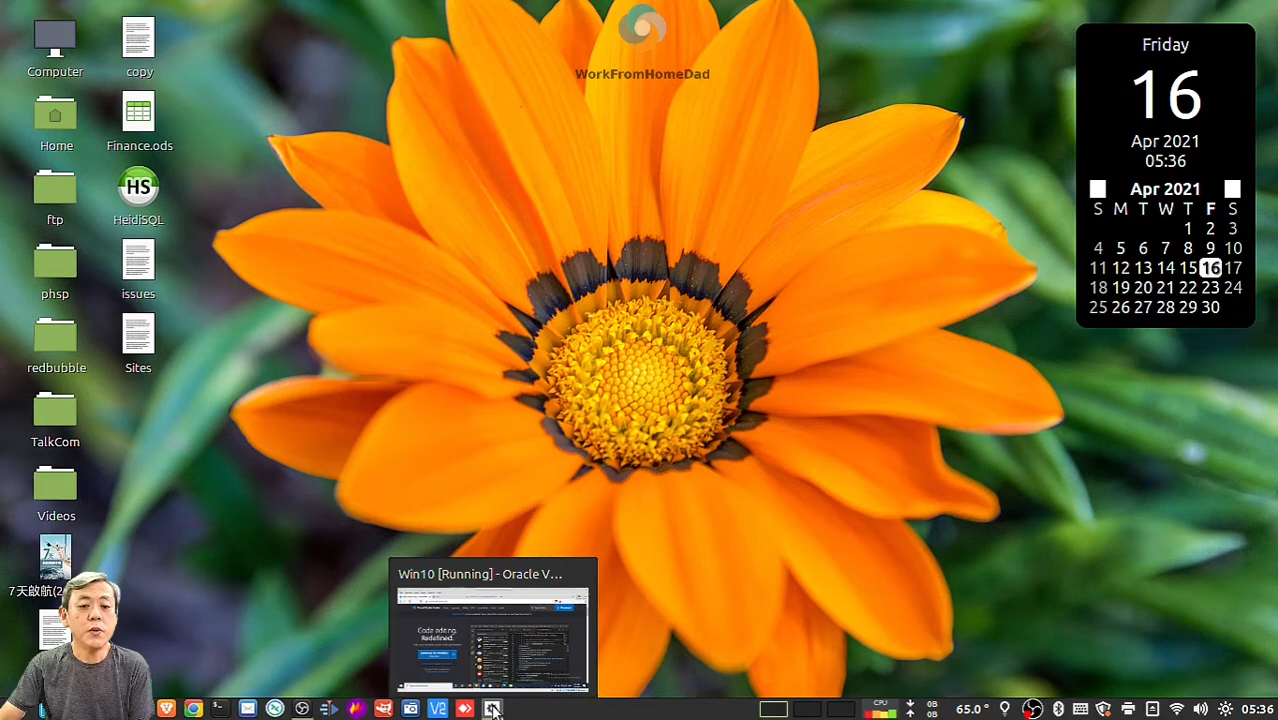 WorkFromHomeDad
Computer
copy
Home
Finance.ods
ftp
HS
HeidiSQL
phsp
issues
redbubble
Sites
TalkCom
Videos
7天啟航(2
Friday
16
Apr 2021
05:36
Apr 2021
S M T W T F S
1 2 3
4 5 6 7 8 9 10
11 12 13 14 15 16 17
18 19 20 21 22 23 24
25 26 27 28 29 30
Win10 [Running] - Oracle V...
Code editing.
Redefined.
CPU
0B
0B
65.0°
05:36